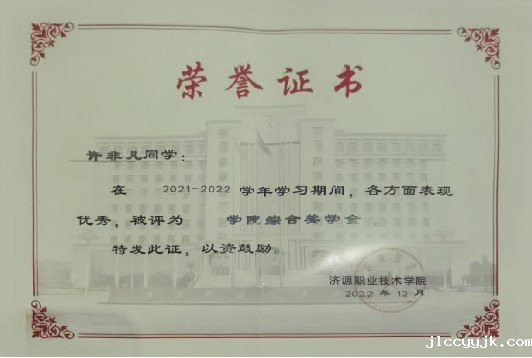 荣誉证书
许非凡同学：
在 2021-2022 学年学习期间，各方面表现
优秀，被评为 学院综合奖学金 。
特发此证，以资鼓励。
济源职业技术学院
2022 年 12 月
jlccyyjk.com